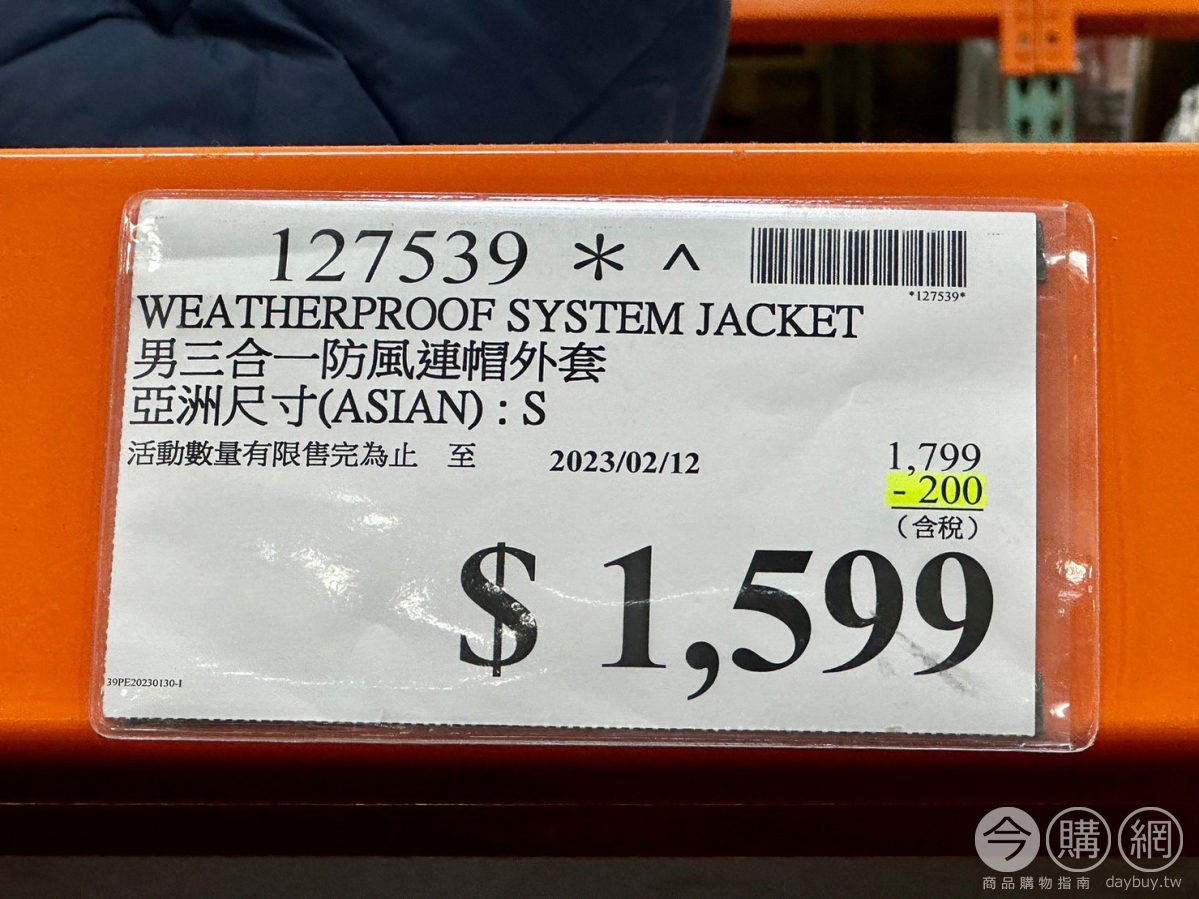 127539 * ^
*127539*
WEATHERPROOF SYSTEM JACKET
男三合一防風連帽外套
亞洲尺寸(ASIAN) : S
活動數量有限售完為止 至 2023/02/12
1,799
- 200
（含稅）
$ 1,599
39PE20230130-1
今購網
商品購物指南 daybuy.tw